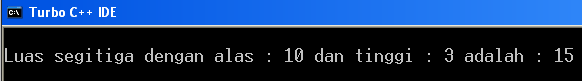 Turbo C++ IDE
Luas segitiga dengan alas : 10 dan tinggi : 3 adalah : 15